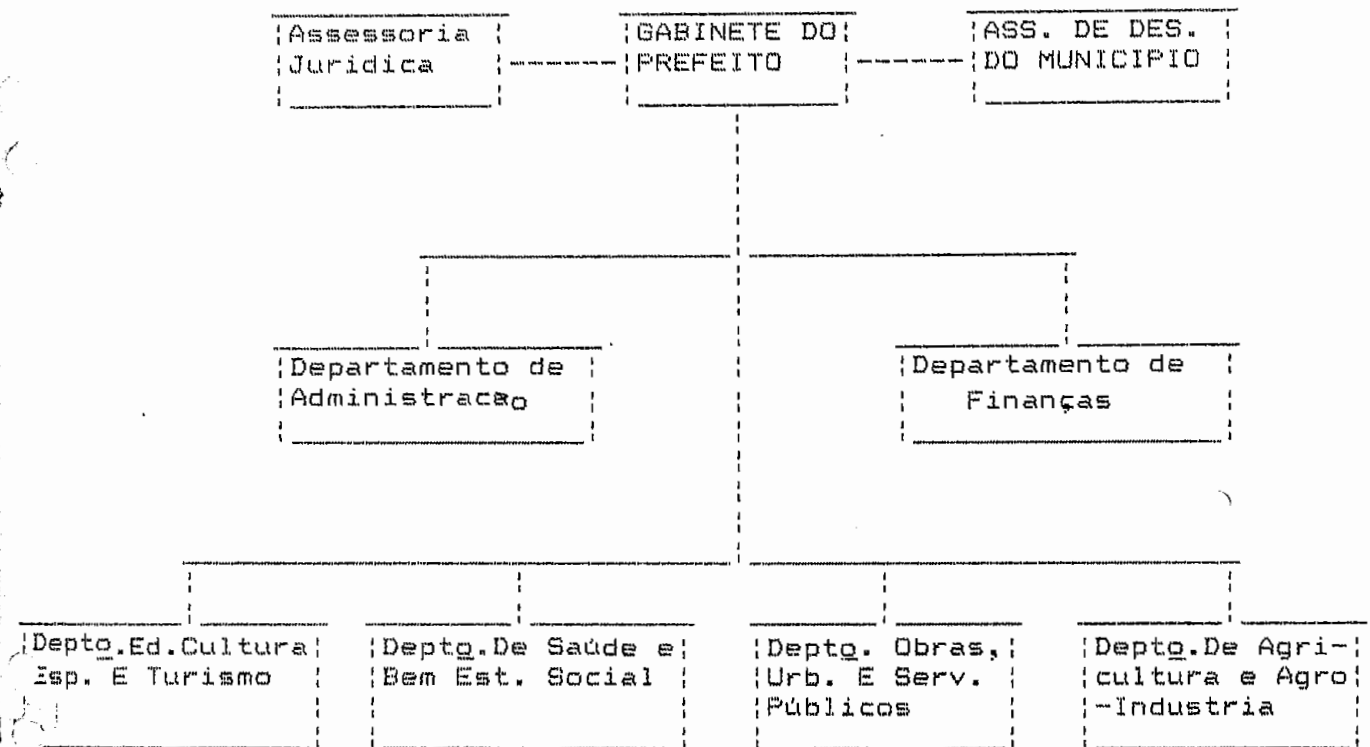 Assessoria
Juridica
GABINETE DO
PREFEITO
ASS. DE DES.
DO MUNICIPIO
Departamento de
Administracao
Departamento de
Finanças
Depto.Ed.Cultura
Esp. E Turismo
Depto.De Saúde e
Bem Est. Social
Depto. Obras,
Urb. E Serv.
Públicos
Depto.De Agri-
cultura e Agro
-Industria